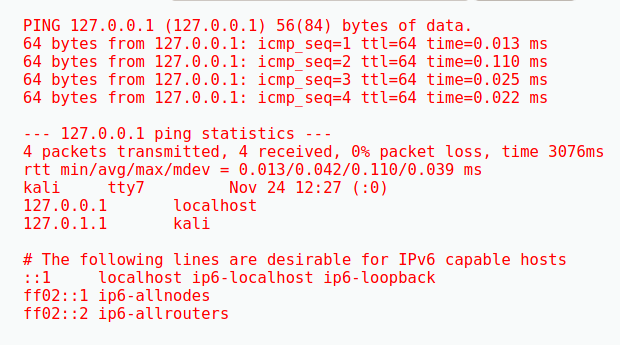 PING 127.0.0.1 (127.0.0.1) 56(84) bytes of data.
64 bytes from 127.0.0.1: icmp_seq=1 ttl=64 time=0.013 ms
64 bytes from 127.0.0.1: icmp_seq=2 ttl=64 time=0.110 ms
64 bytes from 127.0.0.1: icmp_seq=3 ttl=64 time=0.025 ms
64 bytes from 127.0.0.1: icmp_seq=4 ttl=64 time=0.022 ms

--- 127.0.0.1 ping statistics ---
4 packets transmitted, 4 received, 0% packet loss, time 3076ms
rtt min/avg/max/mdev = 0.013/0.042/0.110/0.039 ms
kali     tty7         Nov 24 12:27 (:0)
127.0.0.1       localhost
127.0.1.1       kali

# The following lines are desirable for IPv6 capable hosts
::1     localhost ip6-localhost ip6-loopback
ff02::1 ip6-allnodes
ff02::2 ip6-allrouters